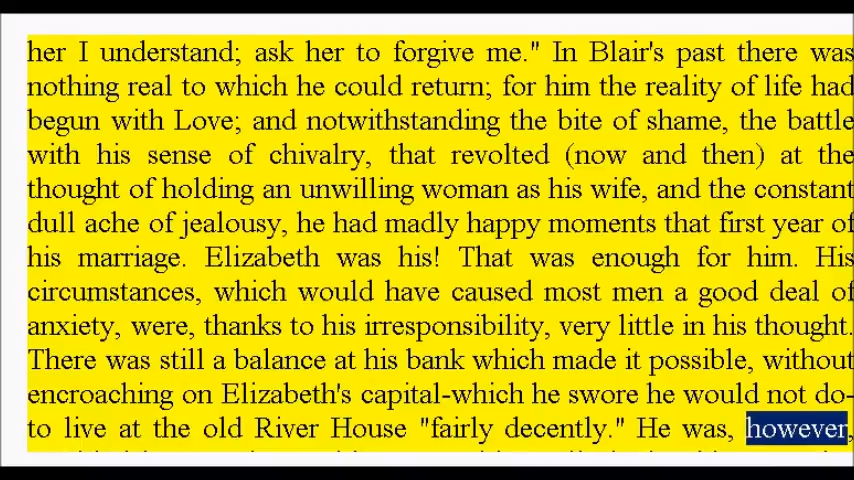 her I understand; ask her to forgive me." In Blair's past there was
nothing real to which he could return; for him the reality of life had
begun with Love; and notwithstanding the bite of shame, the battle
with his sense of chivalry, that revolted (now and then) at the
thought of holding an unwilling woman as his wife, and the constant
dull ache of jealousy, he had madly happy moments that first year of
his marriage. Elizabeth was his! That was enough for him. His
circumstances, which would have caused most men a good deal of
anxiety, were, thanks to his irresponsibility, very little in his thought.
There was still a balance at his bank which made it possible, without
encroaching on Elizabeth's capital-which he swore he would not do-
to live at the old River House "fairly decently." He was, however,